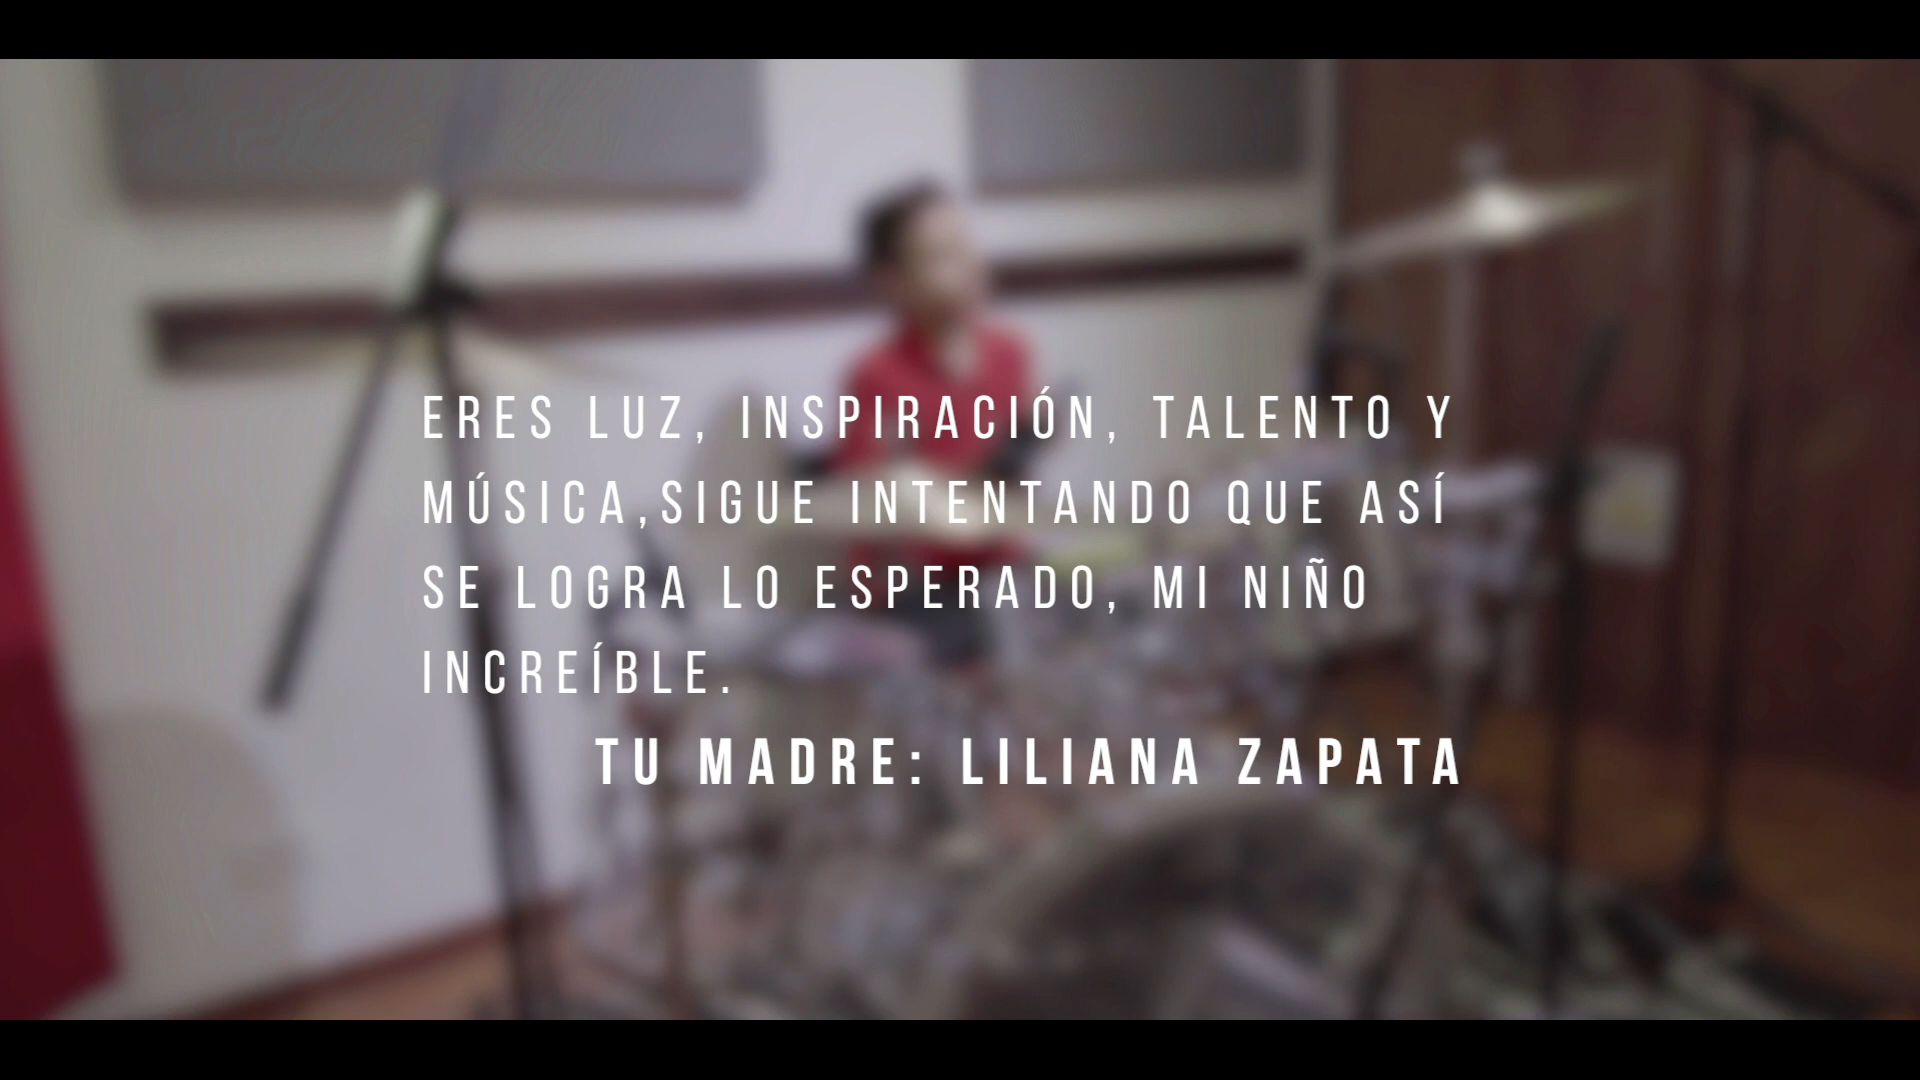 ERES LUZ, INSPIRACIÓN, TALENTO Y
MÚSICA,SIGUE INTENTANDO QUE ASÍ
SE LOGRA LO ESPERADO, MI NIÑO
INCREÍBLE.
TU MADRE: LILIANA ZAPATA